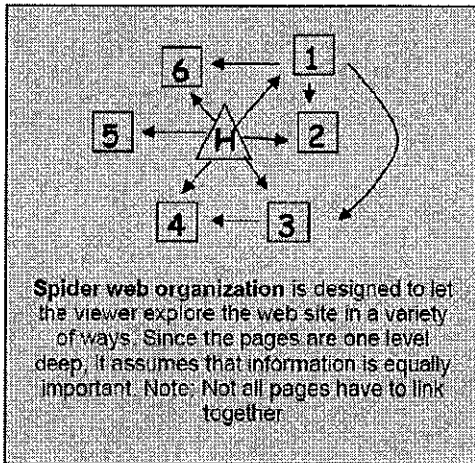 1
6
5
H
2
4
3
Spider web organization is designed to let
the viewer explore the web site in a variety
of ways. Since the pages are one level
deep, it assumes that information is equally
important. Note: Not all pages have to link
together